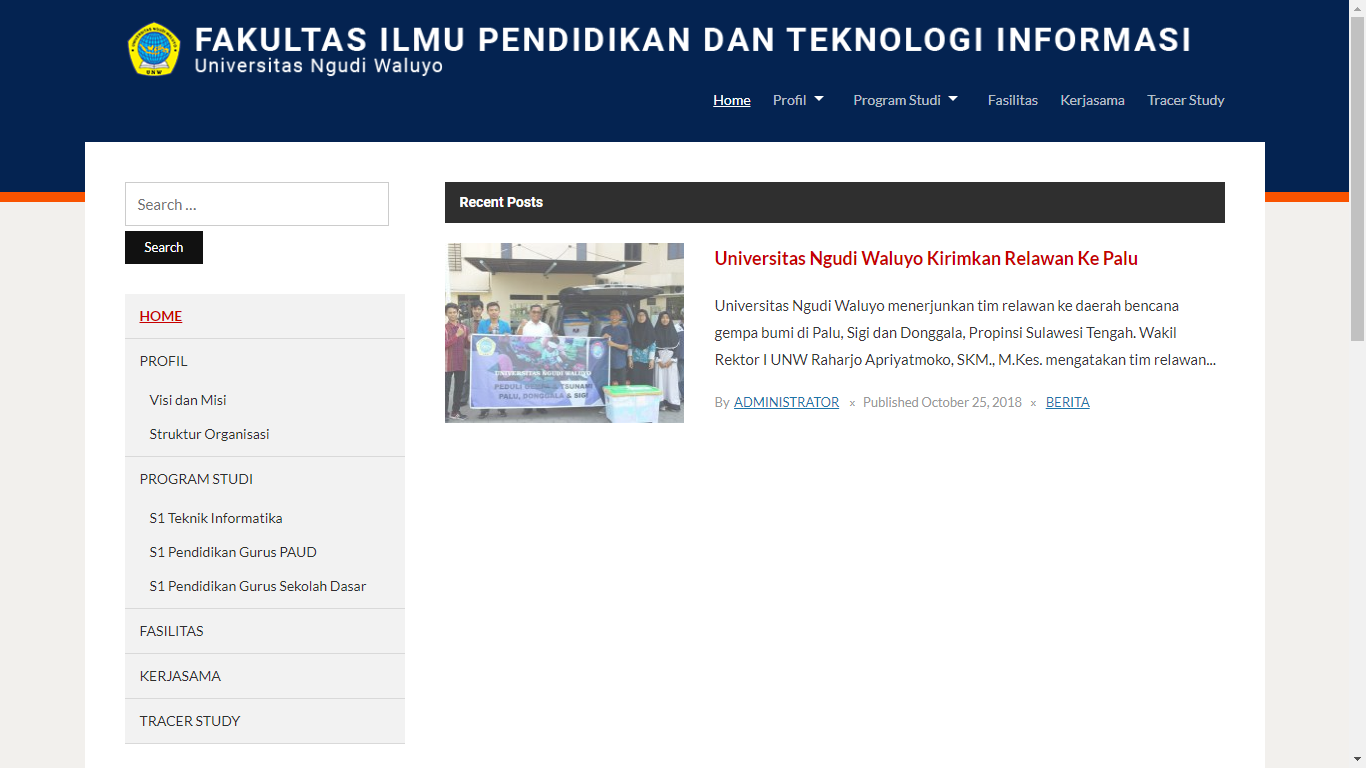 FAKULTAS ILMU PENDIDIKAN DAN TEKNOLOGI INFORMASI
Universitas Ngudi Waluyo
UNW
Home Profil Program Studi Fasilitas Kerjasama Tracer Study
Search ...
Search
HOME
PROFIL
Visi dan Misi
Struktur Organisasi
PROGRAM STUDI
S1 Teknik Informatika
S1 Pendidikan Gurus PAUD
S1 Pendidikan Gurus Sekolah Dasar
FASILITAS
KERJASAMA
TRACER STUDY
Recent Posts
UNIVERSITAS NGUDI WALUYO
PEDULI GEMPA & TSUNAMI
PALU, DONGGALA & SIGI
Universitas Ngudi Waluyo Kirimkan Relawan Ke Palu
Universitas Ngudi Waluyo menerjunkan tim relawan ke daerah bencana
gempa bumi di Palu, Sigi dan Donggala, Propinsi Sulawesi Tengah. Wakil
Rektor I UNW Raharjo Apriyatmoko, SKM., M.Kes. mengatakan tim relawan...
By ADMINISTRATOR x Published October 25, 2018 x BERITA